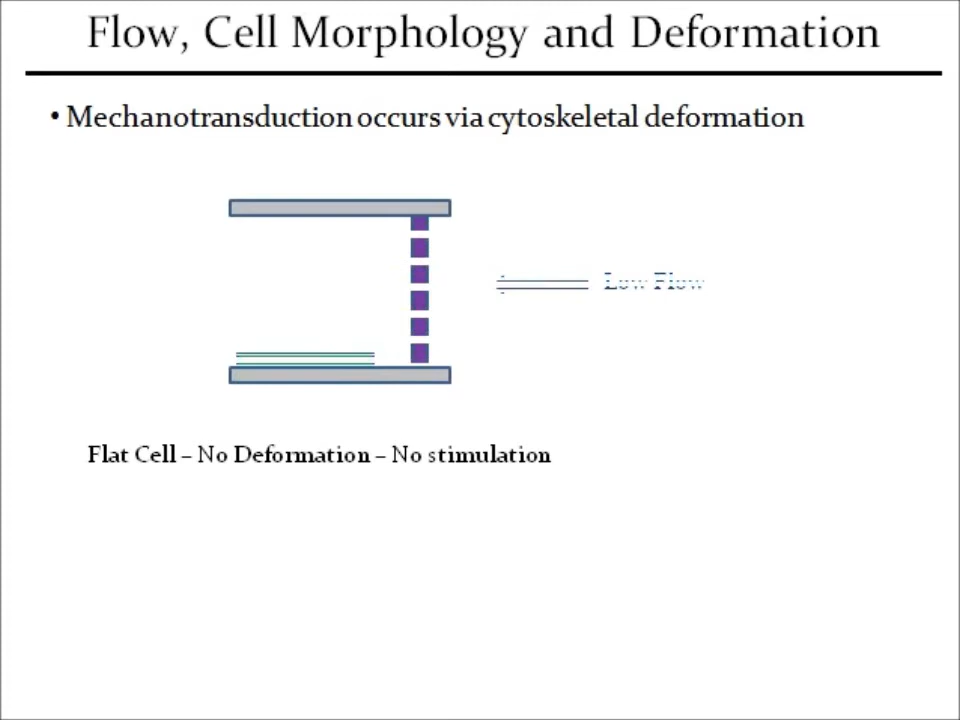 Flow, Cell Morphology and Deformation
• Mechanotransduction occurs via cytoskeletal deformation
Low Flow
Flat Cell – No Deformation – No stimulation